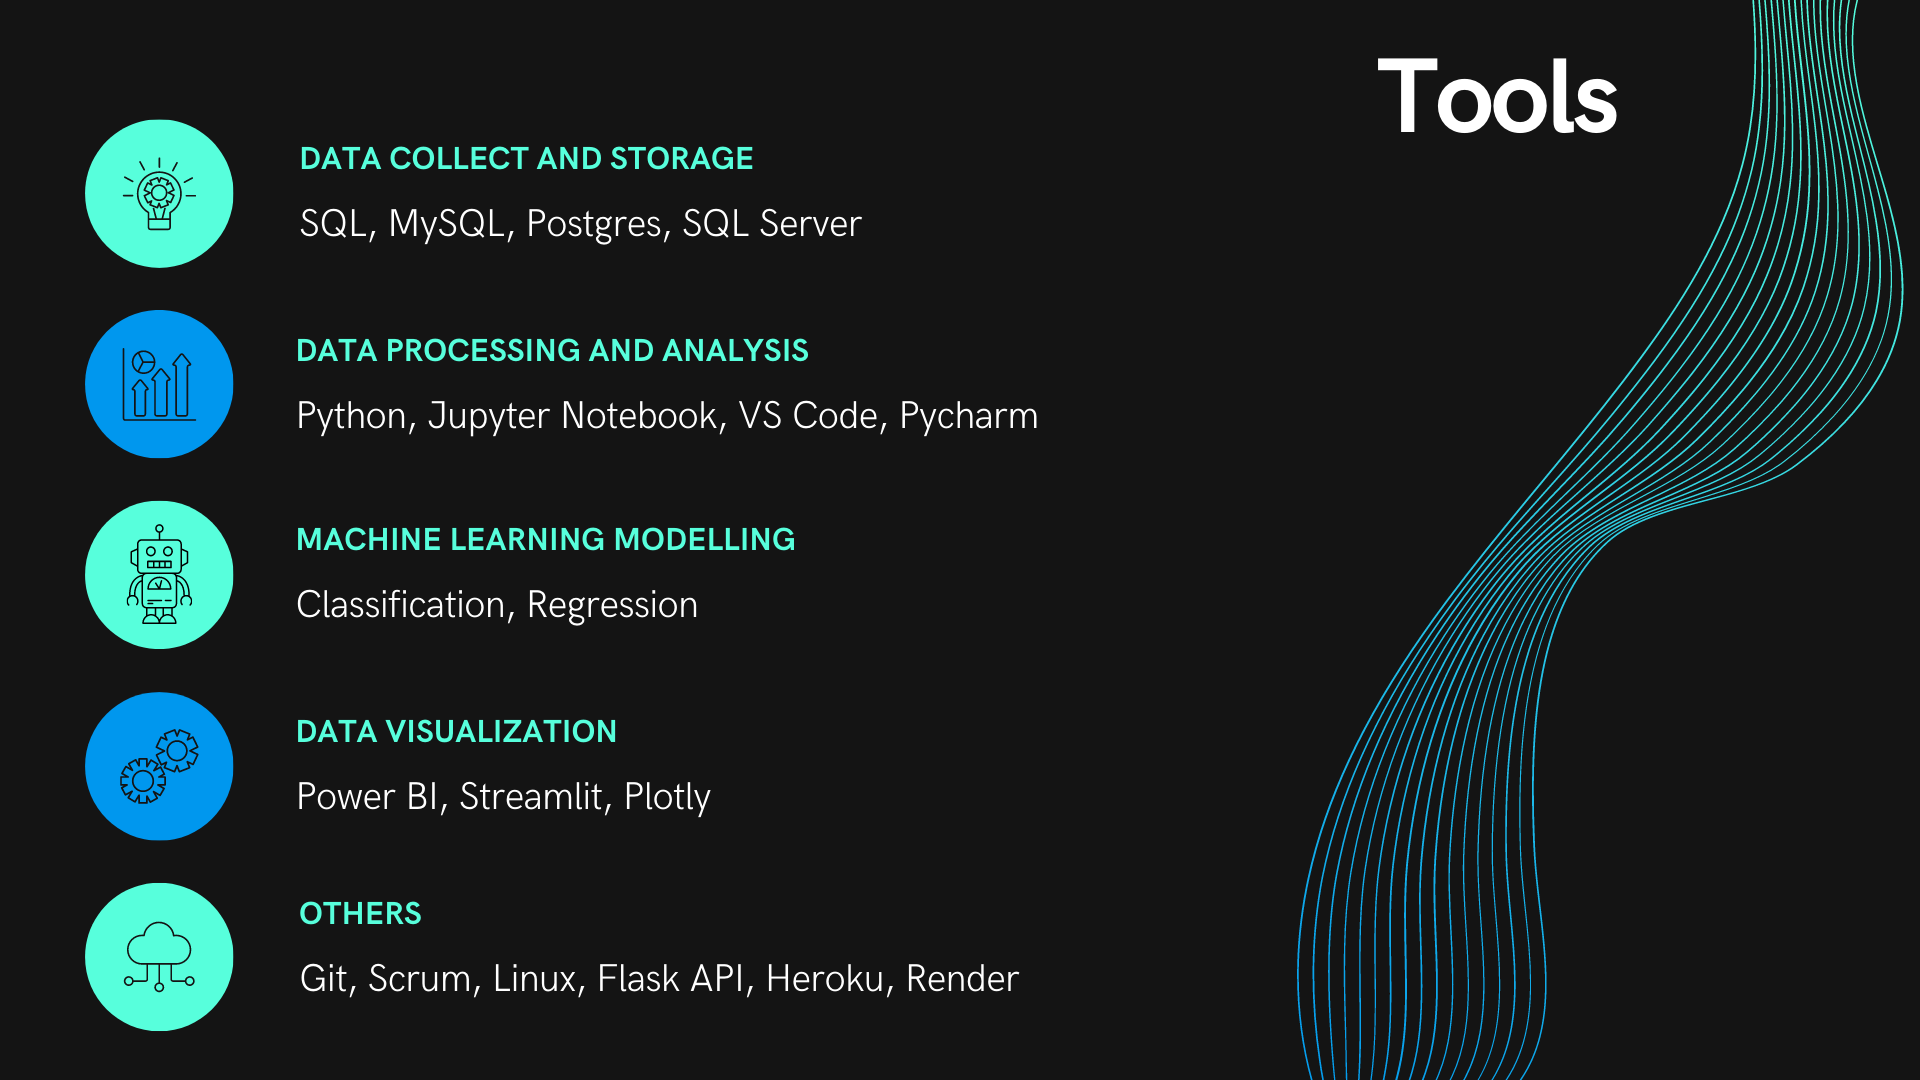 Tools
DATA COLLECT AND STORAGE
SQL, MySQL, Postgres, SQL Server
DATA PROCESSING AND ANALYSIS
Python, Jupyter Notebook, VS Code, Pycharm
MACHINE LEARNING MODELLING
Classification, Regression
DATA VISUALIZATION
Power BI, Streamlit, Plotly
OTHERS
Git, Scrum, Linux, Flask API, Heroku, Render